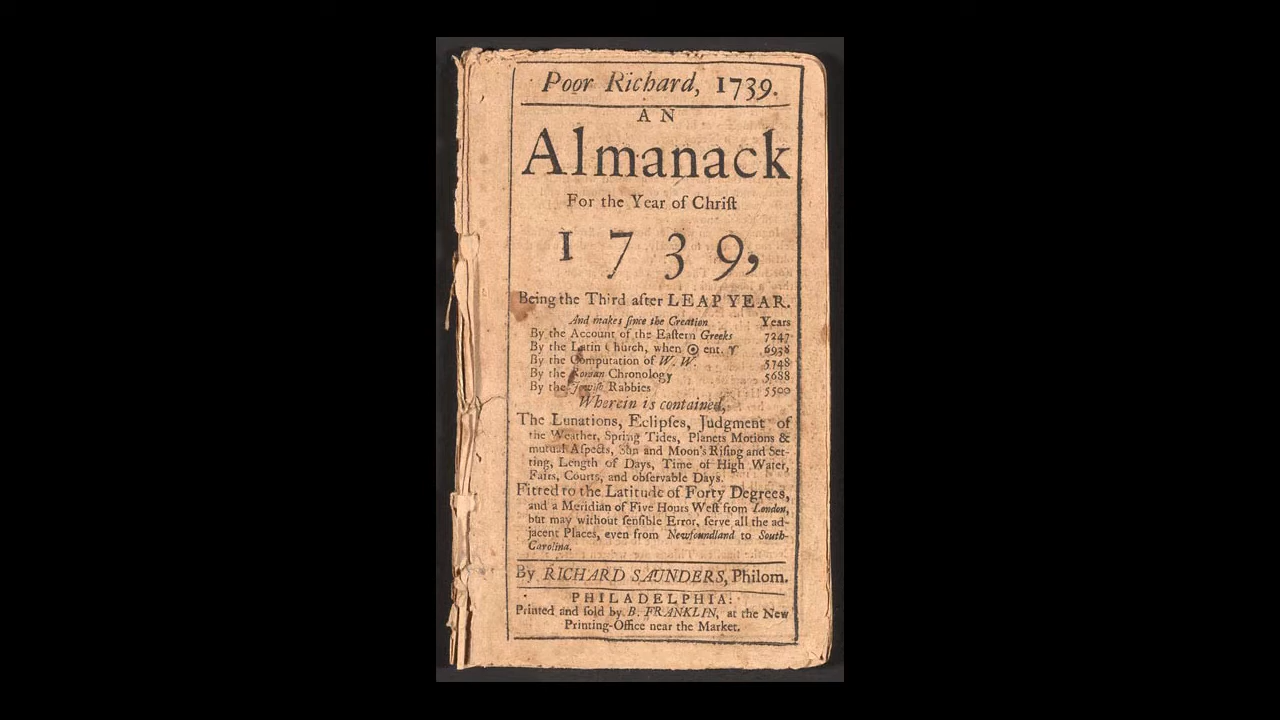 Poor Richard, 1739.
AN
Almanack
For the Year of Chriſt
1739,
Being the Third after LEAP YEAR.
And makes ſince the Creation Years
By the Account of the Eaſtern Greeks 7247
By the Latin Church, when ☉ ent. ♈ 6938
By the Computation of W. W. 5748
By the Roman Chronology 5688
By the Jewiſh Rabbies 5500
Wherein is contained,
The Lunations, Eclipſes, Judgment of
the Weather, Spring Tides, Planets Motions &
mutual Aſpects, Sun and Moon's Riſing and Set-
ting, Length of Days, Time of High Water,
Fairs, Courts, and obſervable Days.
Fitted to the Latitude of Forty Degrees,
and a Meridian of Five Hours Weſt from London,
but may without ſenſible Error, ſerve all the ad-
jacent Places, even from Newfoundland to South-
Carolina.
By RICHARD SAUNDERS, Philom.
PHILADELPHIA:
Printed and ſold by B. FRANKLIN, at the New
Printing-Office near the Market.